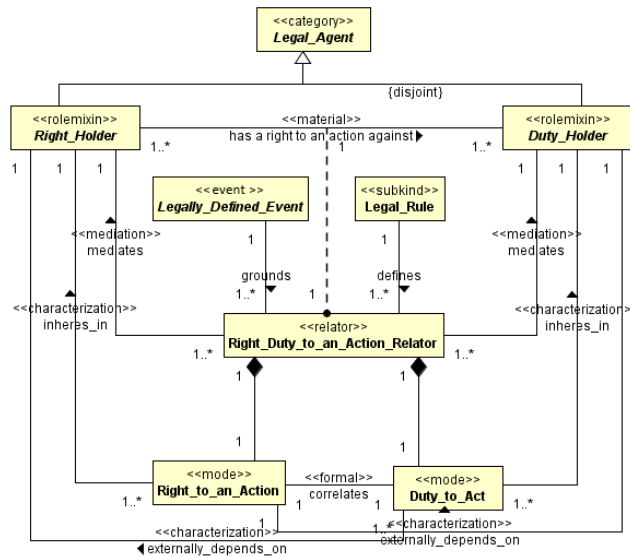 <<category>>
Legal_Agent
{disjoint}
<<rolemixin>>
Right_Holder
<<material>>
has a right to an action against
<<rolemixin>>
Duty_Holder
1 1 1
1..*
1
1..*
1 1 1
<<event >>
Legally_Defined_Event
<<subkind>>
Legal_Rule
<<mediation>>
mediates
1
1
<<mediation>>
mediates
grounds
defines
1..*
1
1..*
<<characterization>>
inheres_in
<<characterization>>
inheres_in
<<relator>>
Right_Duty_to_an_Action_Relator
1..*
1..*
1
1
1
1
<<mode>>
Right_to_an_Action
<<formal>>
correlates
<<mode>>
Duty_to_Act
1..*
1
1
1..*
<<characterization>>
externally_depends_on
1
1..*
<<characterization>>
externally_depends_on